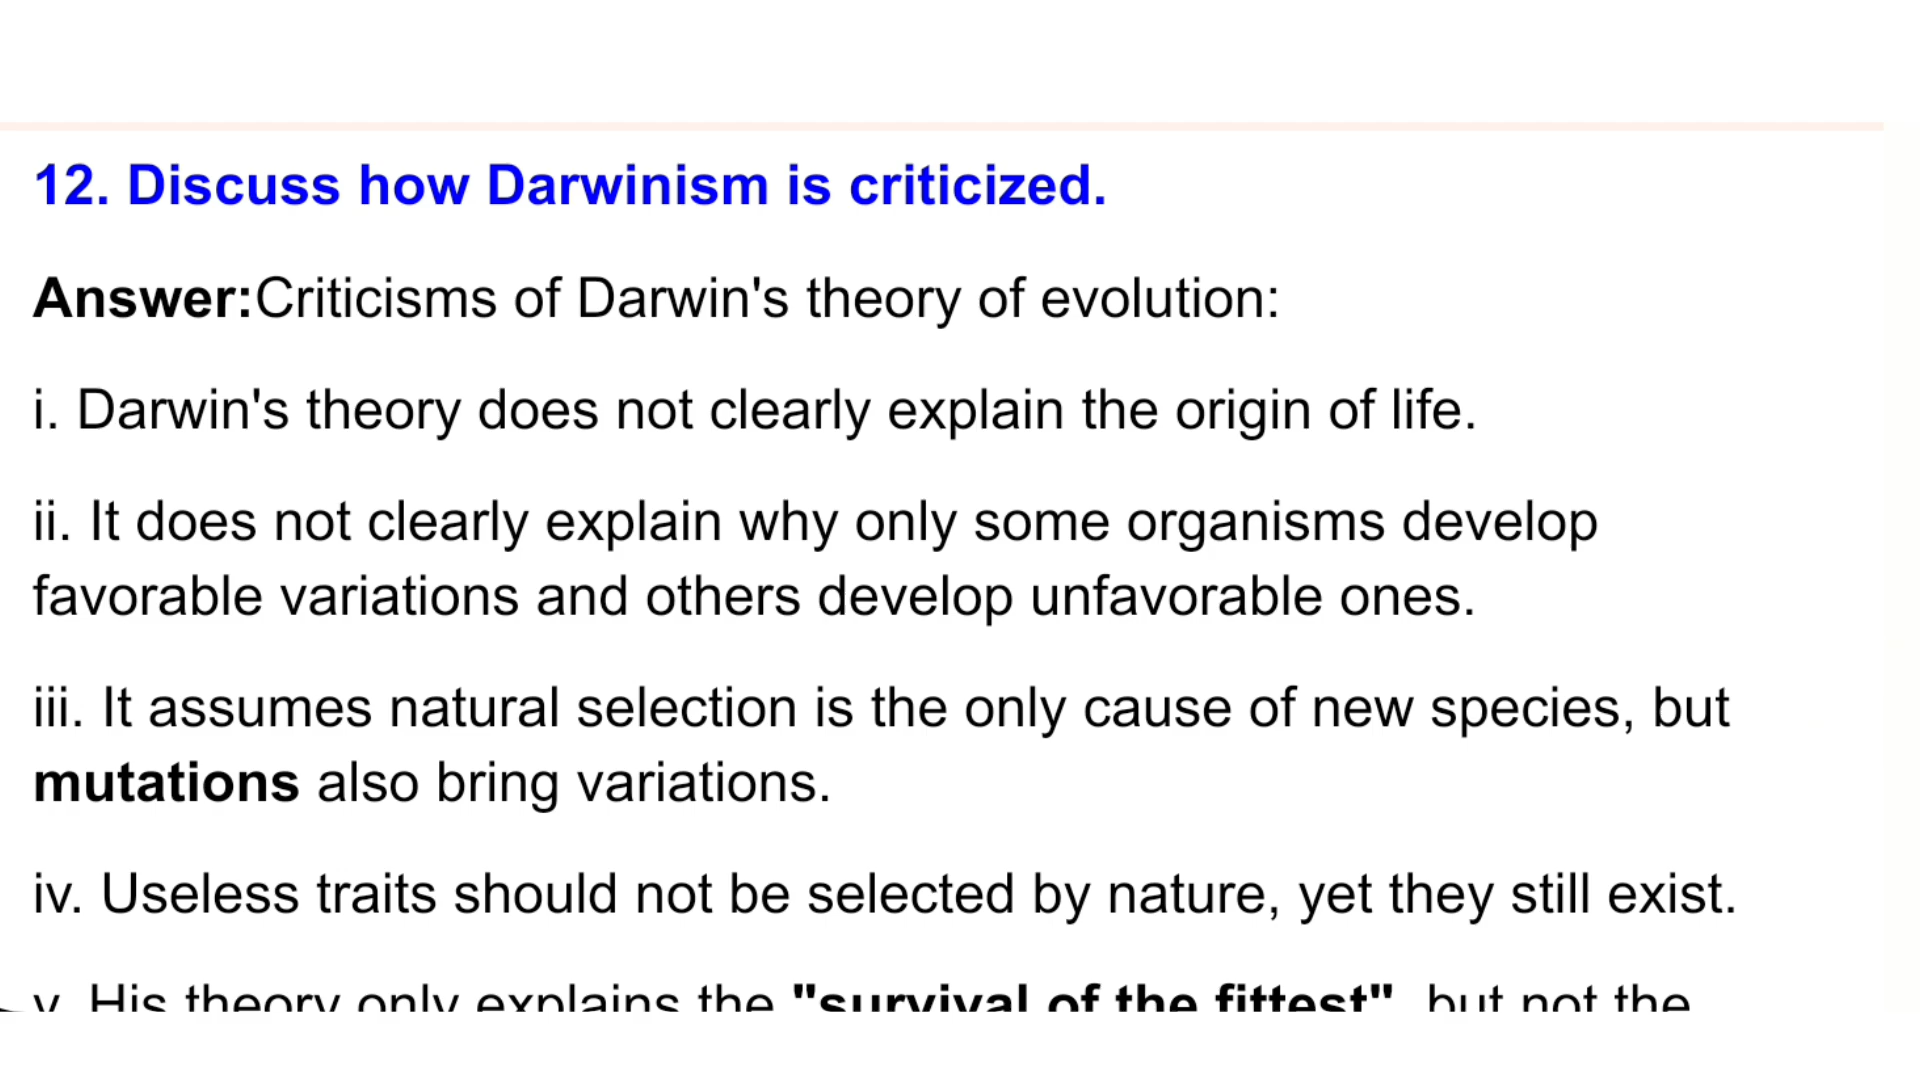 12. Discuss how Darwinism is criticized.
Answer:Criticisms of Darwin's theory of evolution:
i. Darwin's theory does not clearly explain the origin of life.
ii. It does not clearly explain why only some organisms develop
favorable variations and others develop unfavorable ones.
iii. It assumes natural selection is the only cause of new species, but
mutations also bring variations.
iv. Useless traits should not be selected by nature, yet they still exist.
v. His theory only explains the "survival of the fittest", but not the